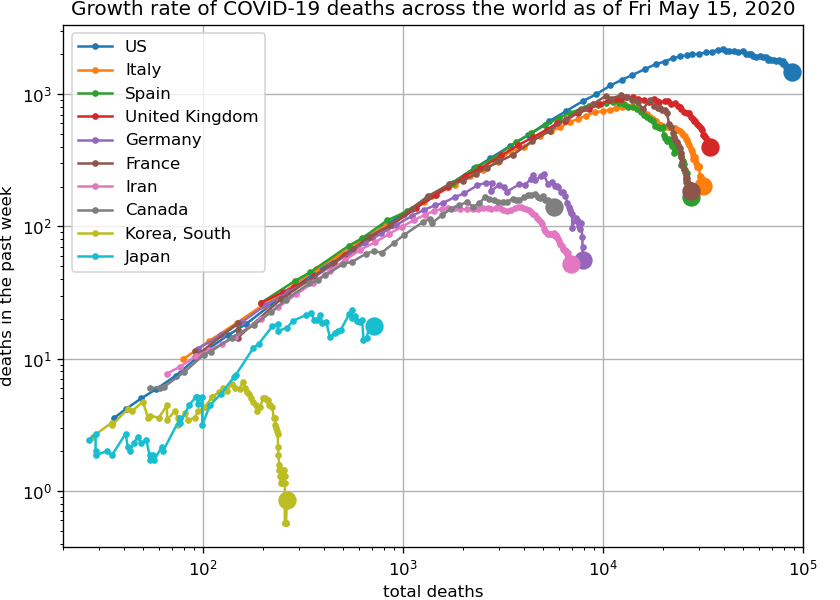 Growth rate of COVID-19 deaths across the world as of Fri May 15, 2020
US
Italy
Spain
United Kingdom
Germany
France
Iran
Canada
Korea, South
Japan
deaths in the past week
10³
10²
10¹
10⁰
10² 10³ 10⁴ 10⁵
total deaths